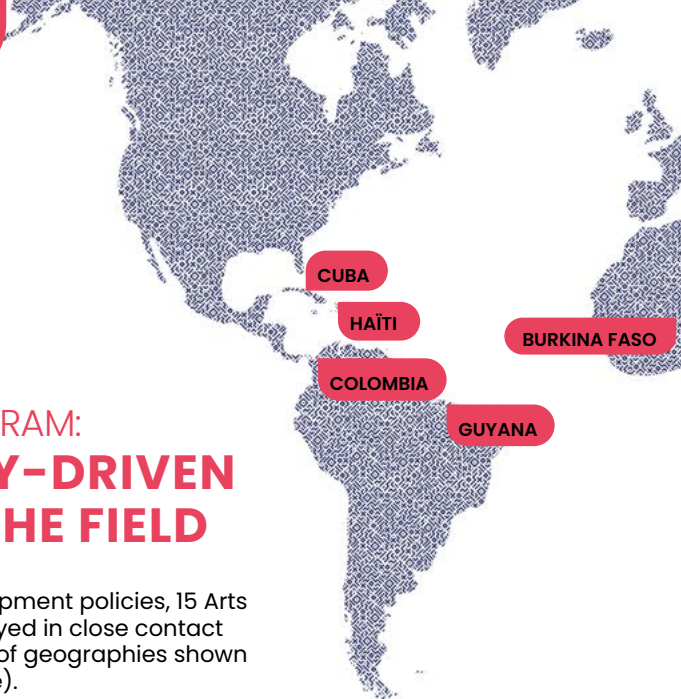 CUBA
HAÏTI
BURKINA FASO
COLOMBIA
GUYANA
RAM:
Y-DRIVEN
HE FIELD
pment policies, 15 Arts
yed in close contact
of geographies shown
e).